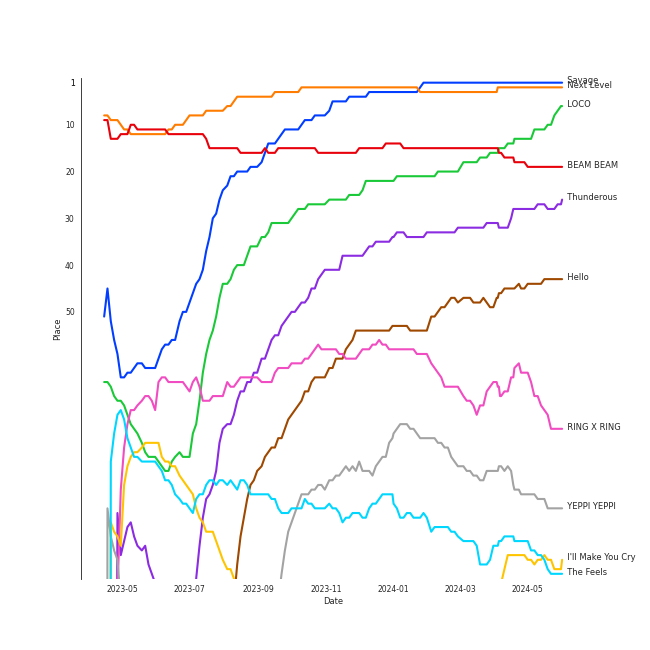 Savage
Next Level
LOCO
BEAM BEAM
Thunderous
Hello
RING X RING
YEPPI YEPPI
I'll Make You Cry
The Feels
1
10
20
30
40
50
Place
2023-05
2023-07
2023-09
2023-11
2024-01
2024-03
2024-05
Date